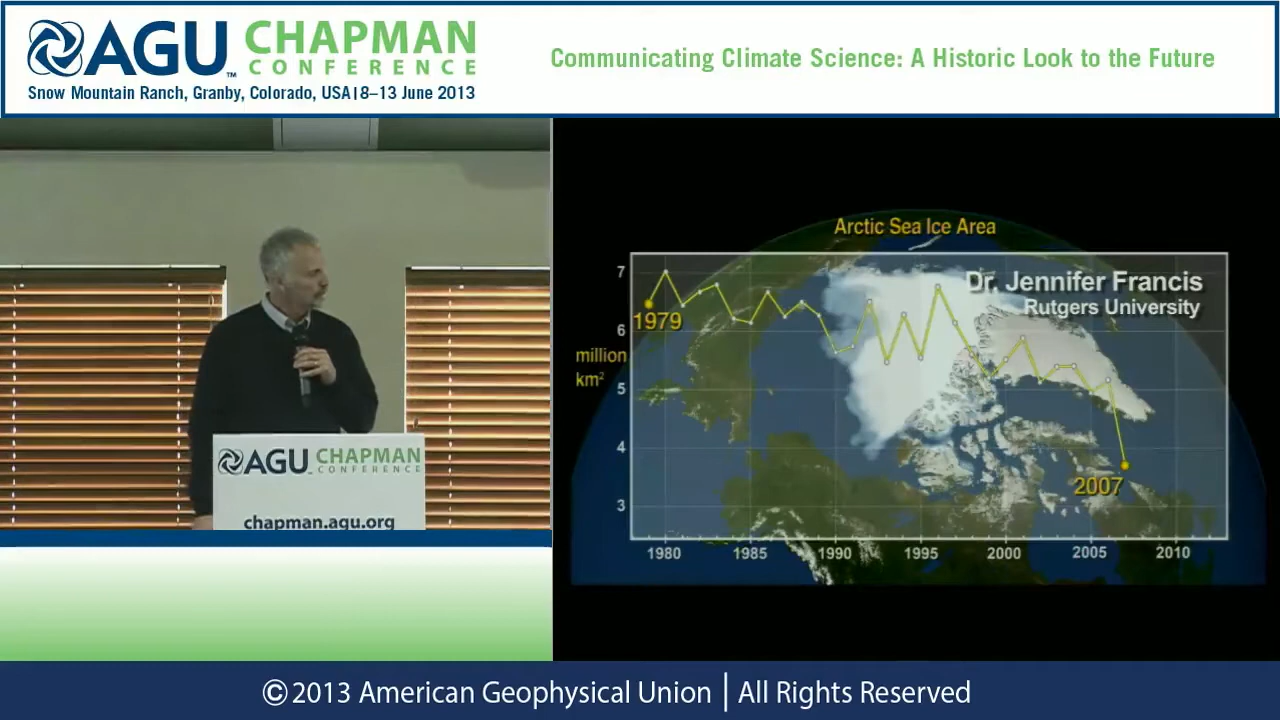 AGU™ CHAPMAN
CONFERENCE
Snow Mountain Ranch, Granby, Colorado, USA|8–13 June 2013
Communicating Climate Science: A Historic Look to the Future
AGU CHAPMAN
CONFERENCE
chapman.agu.org
Arctic Sea Ice Area
Dr. Jennifer Francis
Rutgers University
7
1979
6
million
km²
5
4
2007
3
1980 1985 1990 1995 2000 2005 2010
©2013 American Geophysical Union | All Rights Reserved